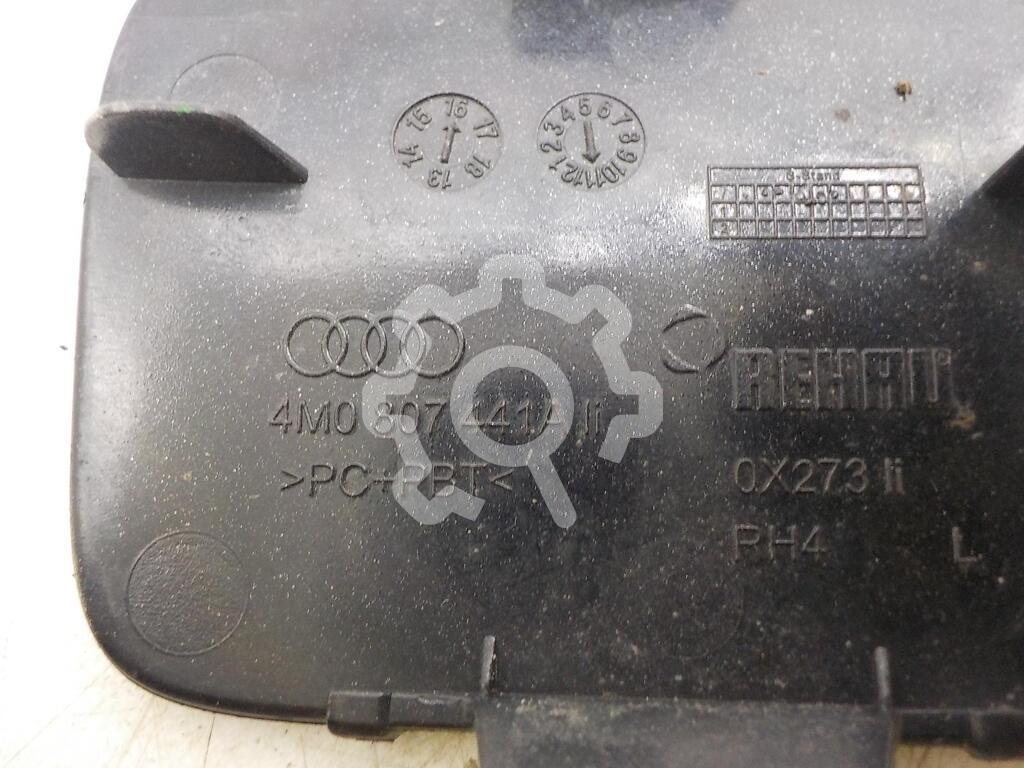 13 14 15 16 17 18
1 2 3 4 5 6 7 8 9 10 11 12
S.Stand
4M0 807 441A li
REHAU
>PC+PBT<
0X273 li
RH4 L